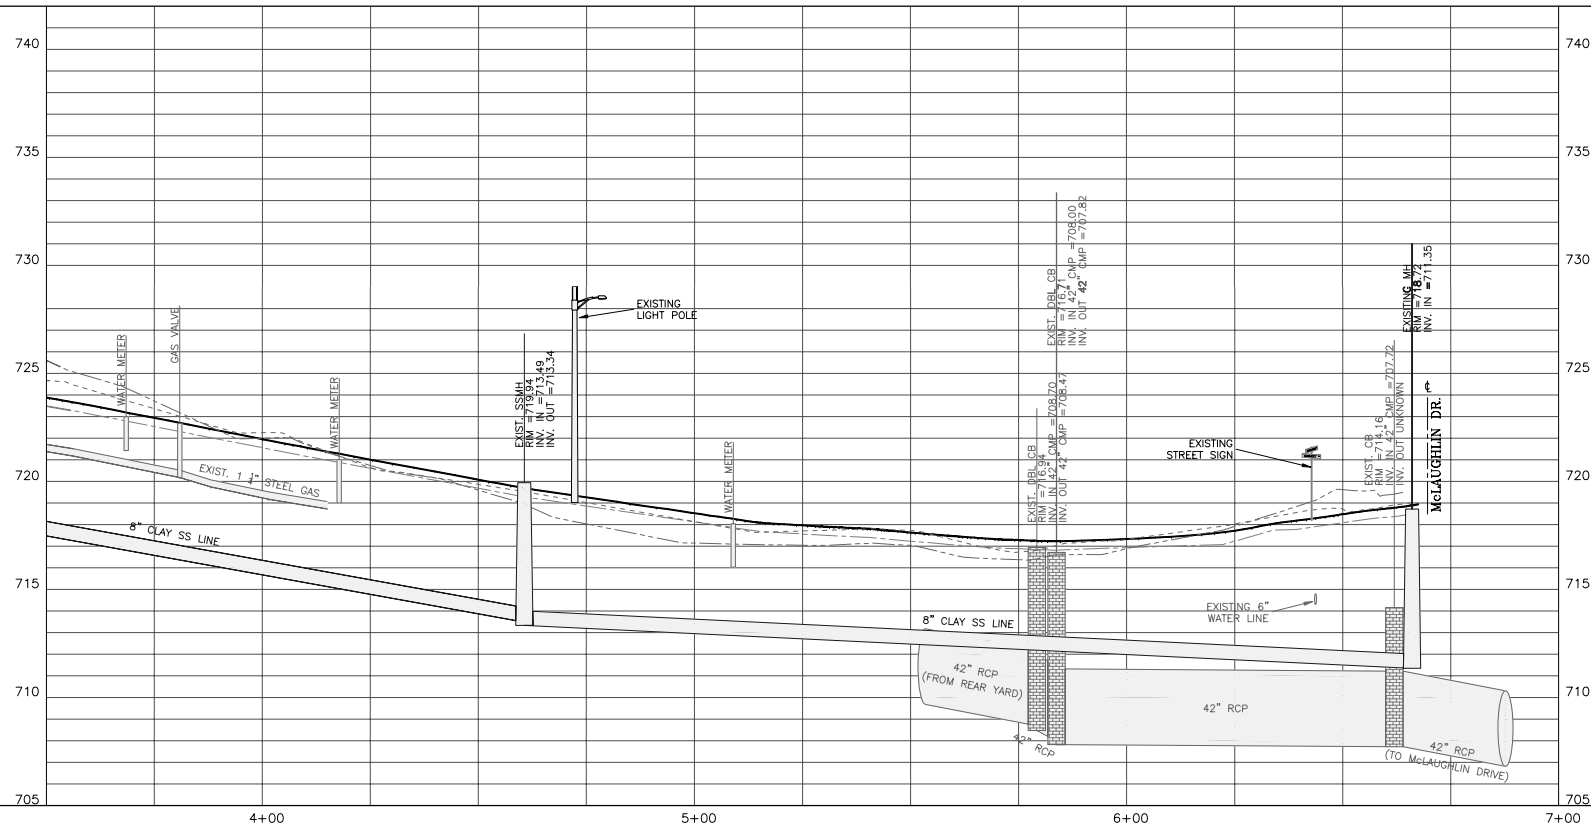 740
735
730
725
720
715
710
705
740
735
730
725
720
715
710
705
4+00
5+00
6+00
7+00
WATER METER
GAS VALVE
WATER METER
EXIST. 1 ¼" STEEL GAS
8" CLAY SS LINE
EXIST. SSMH
RIM =719.94
INV. IN =713.49
INV. OUT =713.34
EXISTING
LIGHT POLE
WATER METER
8" CLAY SS LINE
42" RCP
(FROM REAR YARD)
42" RCP
EXIST. DBL CB
RIM =716.94
INV. IN 42" CMP =708.70
INV. OUT 42" CMP =708.47
EXIST. DBL CB
RIM =716.71
INV. IN 42" CMP =708.00
INV. OUT 42" CMP =707.82
42" RCP
EXISTING
STREET SIGN
EXISTING 6"
WATER LINE
EXIST. CB
RIM =714.16
INV. IN 42" CMP =707.72
INV. OUT UNKNOWN
EXISITING MH
RIM =718.72
INV. IN =711.35
℄
McLAUGHLIN DR.
42" RCP
(TO McLAUGHLIN DRIVE)